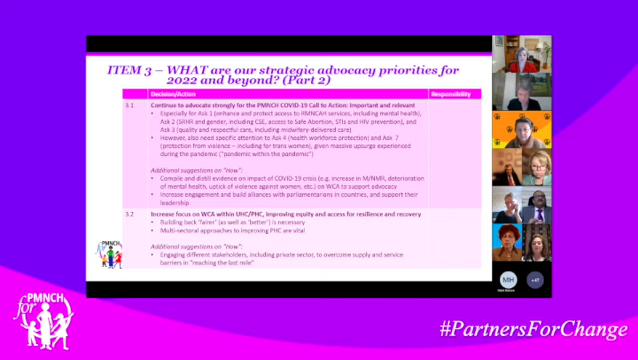 ITEM 3 – WHAT are our strategic advocacy priorities for
2022 and beyond? (Part 2)
Decision/Action Responsibility
3.1 Continue to advocate strongly for the PMNCH COVID-19 Call to Action: Important and relevant
• Especially for Ask 1 (enhance and protect access to RMNCAH services, including mental health),
Ask 2 (SRHR and gender, including CSE, access to Safe Abortion, STIs and HIV prevention), and
Ask 3 (quality and respectful care, including midwifery delivered care)
• However, also need specific attention to Ask 4 (health workforce protection) and Ask 7
(protection from violence – including for trans women), given massive upsurge experienced
during the pandemic ("pandemic within the pandemic")
Additional suggestions on "How":
• Compile and distil evidence on impact of COVID-19 crisis (e.g. increase in M/NMR, deterioration
of mental health, uptick of violence against women, etc.) on WCA to support advocacy
• Increase engagement and build alliances with parliamentarians in countries, and support their
leadership
3.2 Increase focus on WCA within UHC/PHC, improving equity and access for resilience and recovery
• Building back 'fairer' (as well as 'better') is necessary
• Multi-sectoral approaches to improving PHC are vital
Additional suggestions on "How":
• Engaging different stakeholders, including private sector, to overcome supply and service
barriers in "reaching the last mile"
for PMNCH
MH
+47
for PMNCH
#PartnersForChange